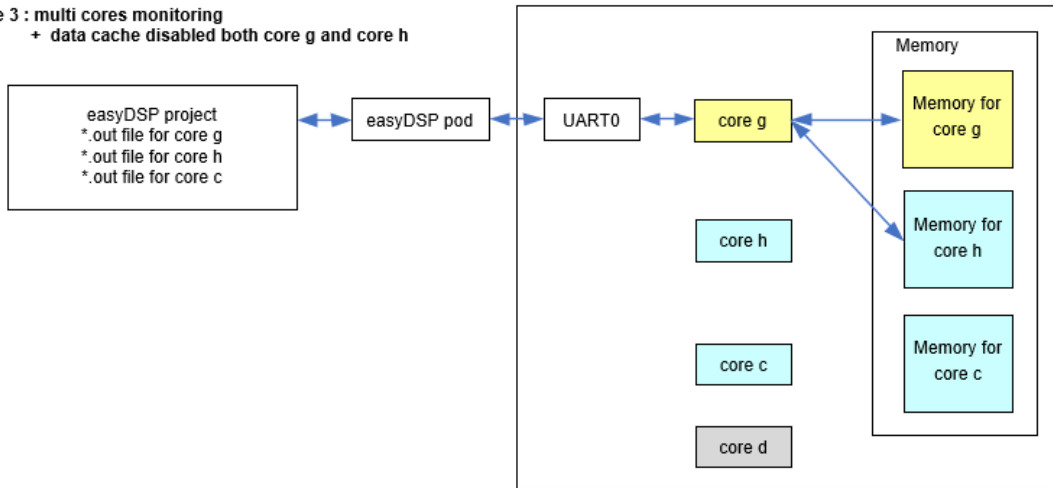 e 3 : multi cores monitoring
+ data cache disabled both core g and core h
Memory
easyDSP project
*.out file for core g
*.out file for core h
*.out file for core c
easyDSP pod
UART0
core g
Memory for
core g
core h
Memory for
core h
core c
Memory for
core c
core d